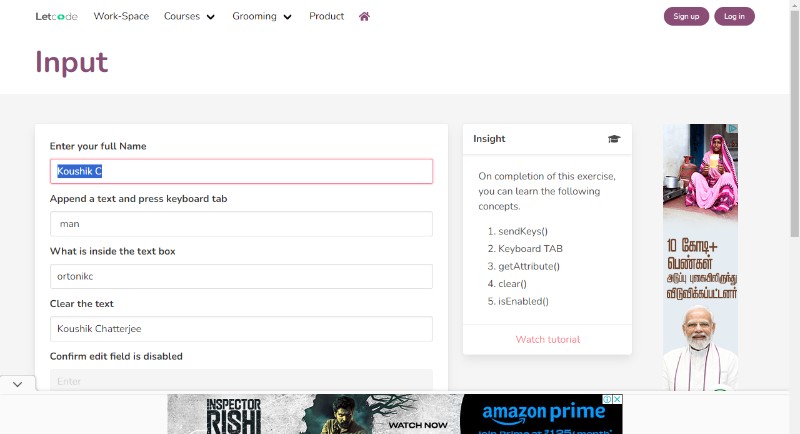 Letcode
Work-Space
Courses
Grooming
Product
Sign up
Log in
Input
Enter your full Name
Koushik C
Append a text and press keyboard tab
man
What is inside the text box
ortonikc
Clear the text
Koushik Chatterjee
Confirm edit field is disabled
Enter
Insight
On completion of this exercise,
you can learn the following
concepts.
1. sendKeys()
2. Keyboard TAB
3. getAttribute()
4. clear()
5. isEnabled()
Watch tutorial
10 கோடி+
பெண்கள்
அடுப்பு புகையிலிருந்து
விடுவிக்கப்பட்டனர்
INSPECTOR
RISHI
WATCH NOW
amazon prime
Join Prime at ₹125/month*